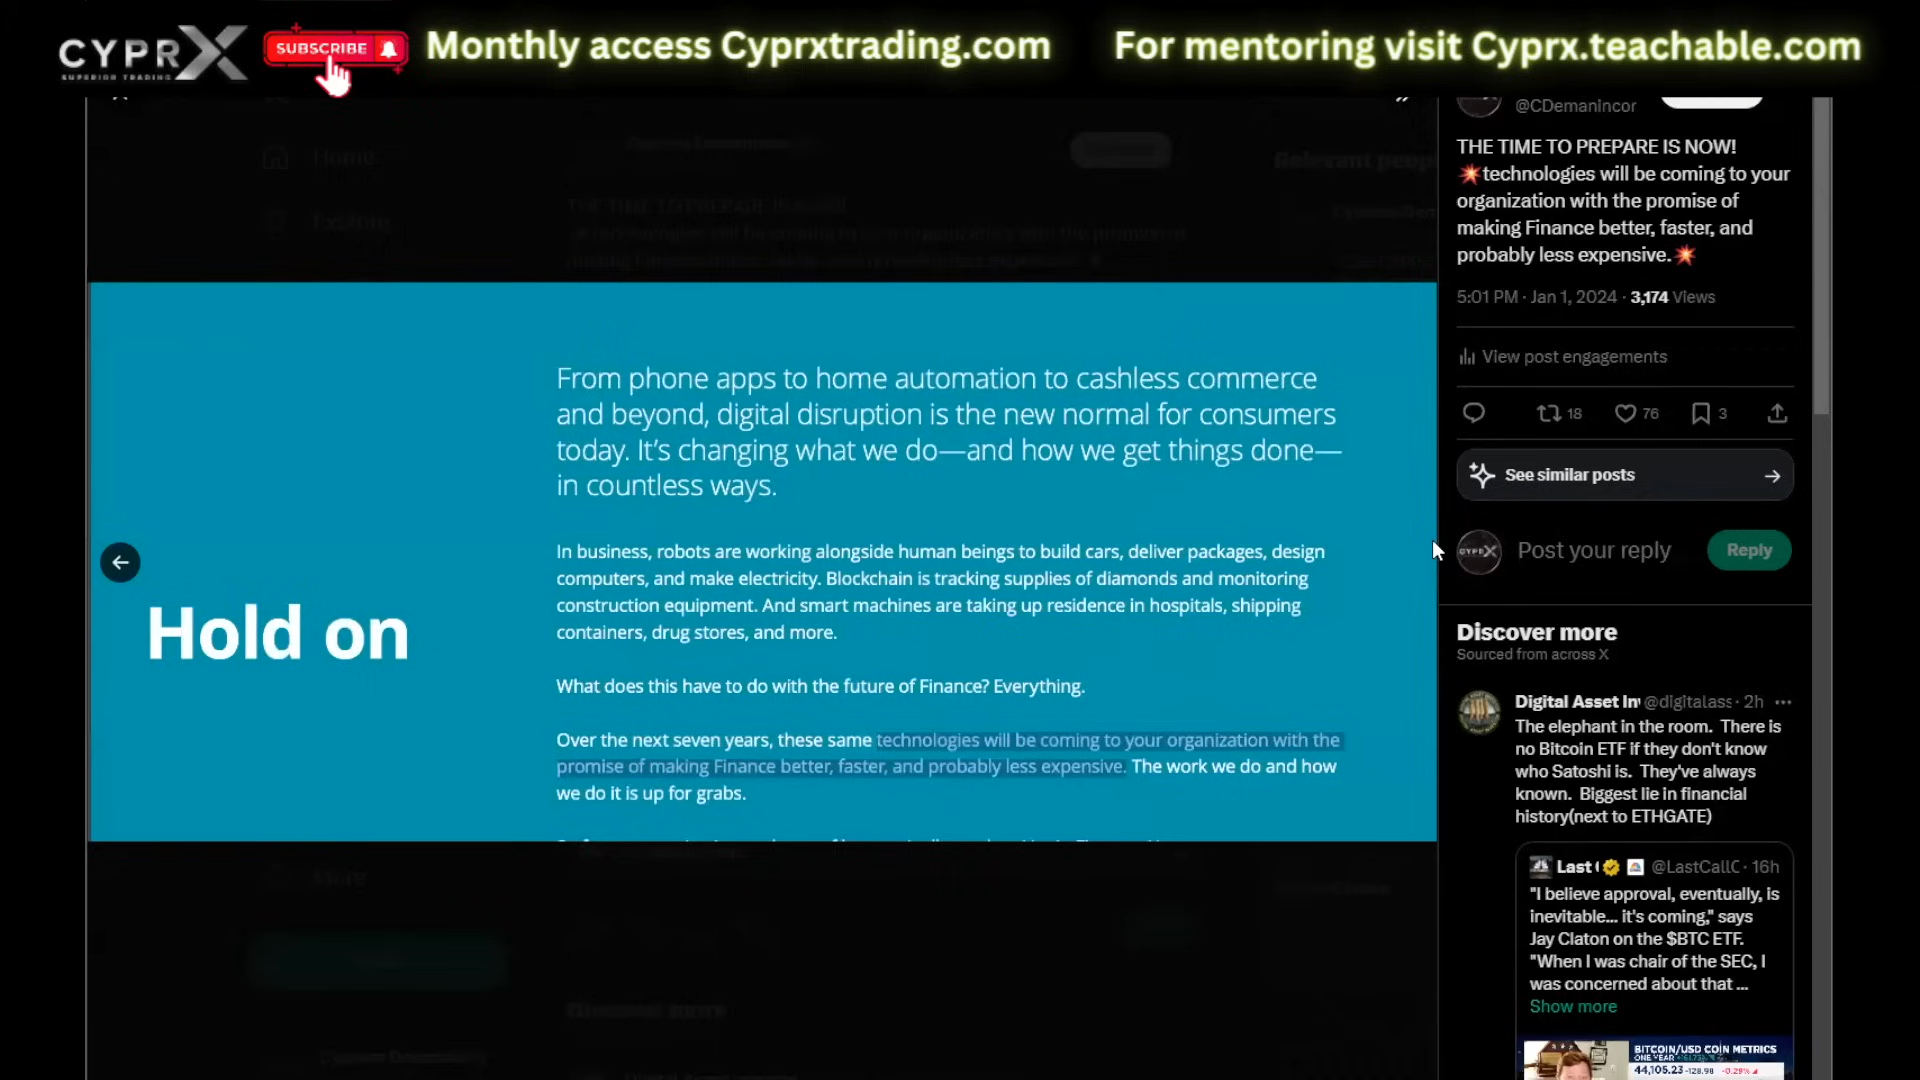 CYPRX
SUPERIOR TRADING
SUBSCRIBE
Monthly access Cyprxtrading.com
For mentoring visit Cyprx.teachable.com
@CDemanIncor
THE TIME TO PREPARE IS NOW!
💥technologies will be coming to your
organization with the promise of
making Finance better, faster, and
probably less expensive.💥
5:01 PM · Jan 1, 2024 · 3,174 Views
View post engagements
18 76 3
See similar posts
CYPRX
Post your reply
Reply
Home
Explore
From phone apps to home automation to cashless commerce
and beyond, digital disruption is the new normal for consumers
today. It's changing what we do—and how we get things done—
in countless ways.
In business, robots are working alongside human beings to build cars, deliver packages, design
computers, and make electricity. Blockchain is tracking supplies of diamonds and monitoring
construction equipment. And smart machines are taking up residence in hospitals, shipping
containers, drug stores, and more.
Hold on
What does this have to do with the future of Finance? Everything.
Over the next seven years, these same technologies will be coming to your organization with the
promise of making Finance better, faster, and probably less expensive. The work we do and how
we do it is up for grabs.
Discover more
Sourced from across X
Digital Asset In @digitalass · 2h ···
The elephant in the room. There is
no Bitcoin ETF if they don't know
who Satoshi is. They've always
known. Biggest lie in financial
history(next to ETHGATE)
Last @LastCallC · 16h
"I believe approval, eventually, is
inevitable... it's coming," says
Jay Claton on the $BTC ETF.
"When I was chair of the SEC, I
was concerned about that ...
Show more
BITCOIN/USD COIN METRICS
ONE YEAR
44,105.23 -128.98 -0.29%